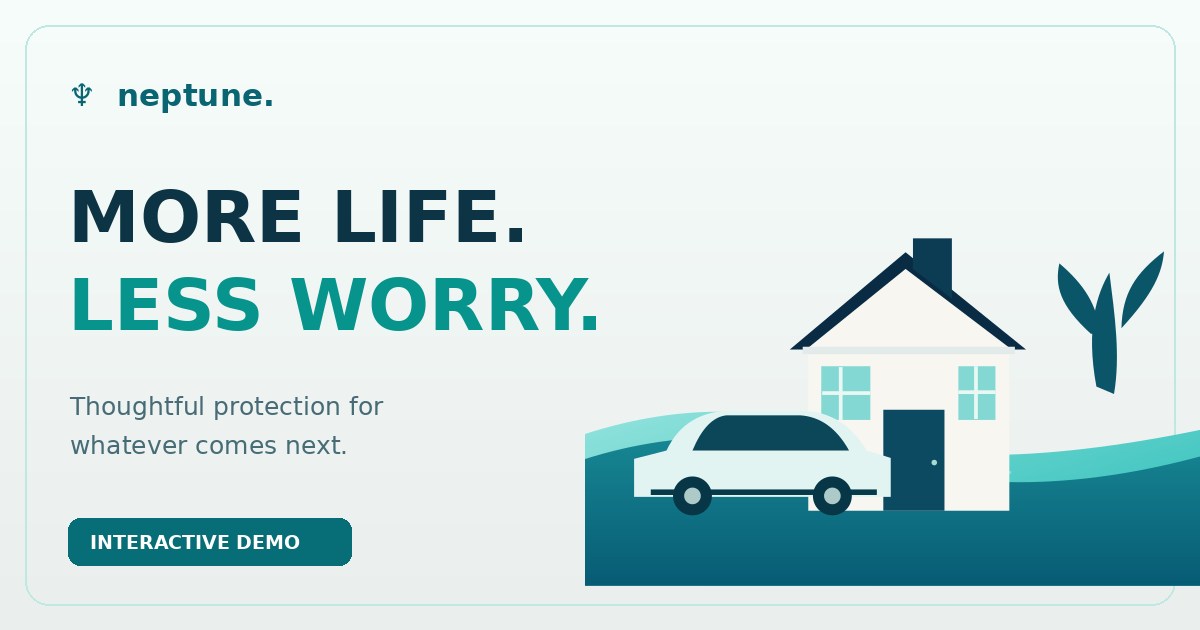 ♆ neptune.
MORE LIFE.
LESS WORRY.
Thoughtful protection for
whatever comes next.
INTERACTIVE DEMO